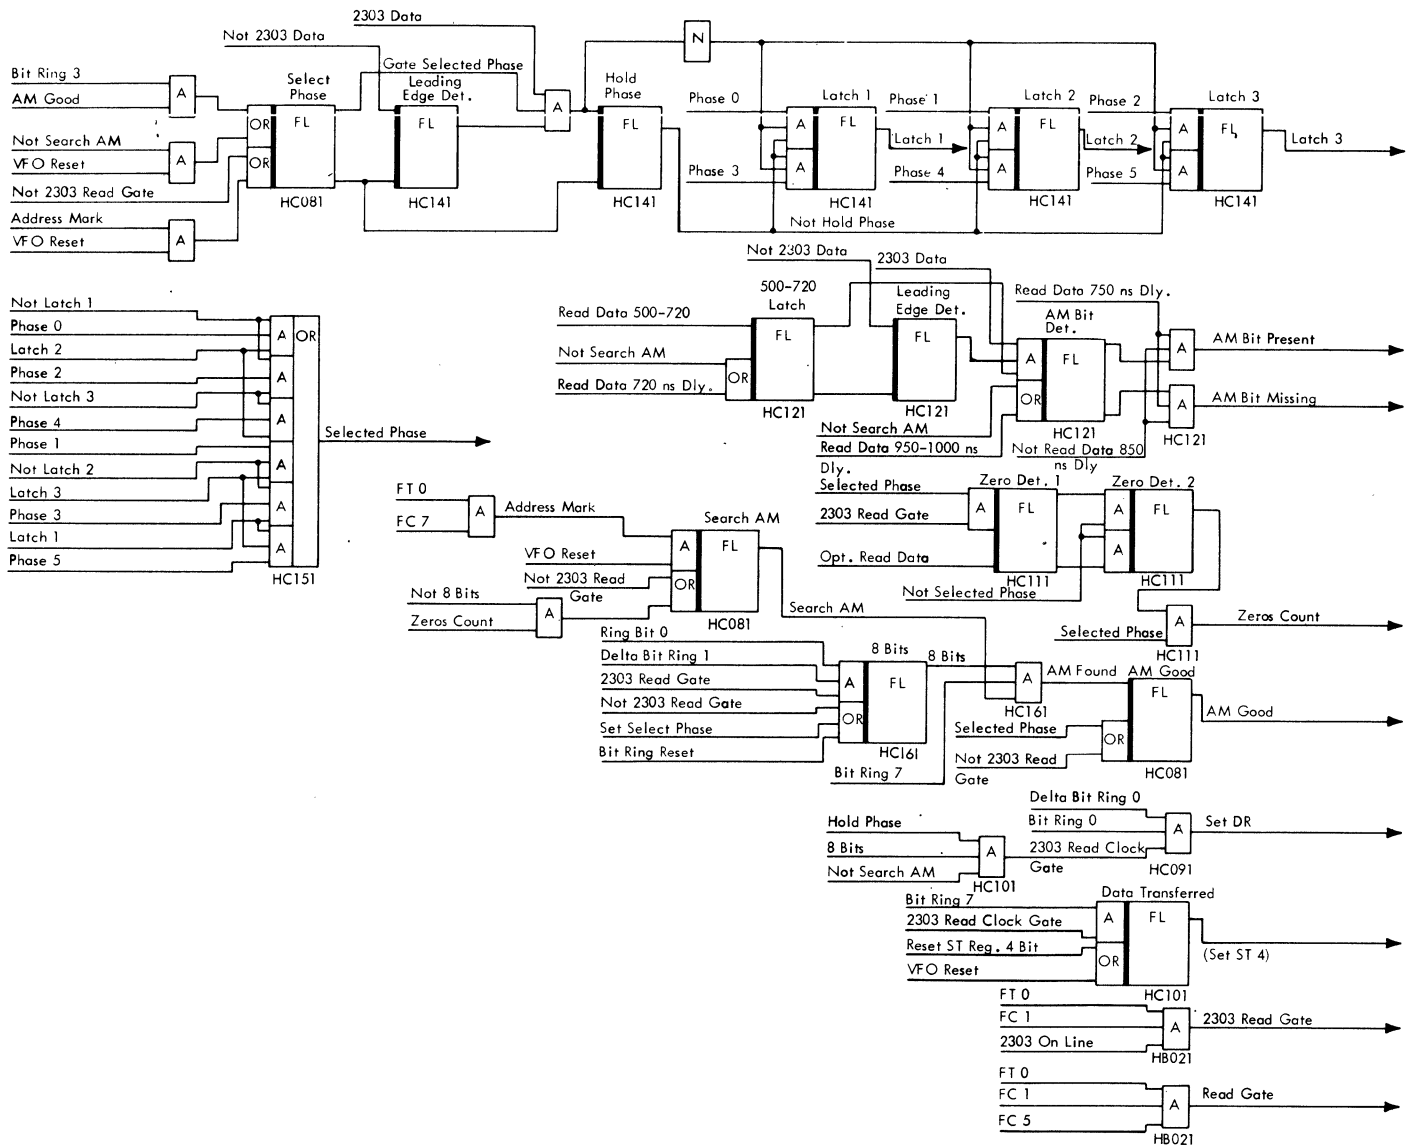 2303 Data
Not 2303 Data
N
Bit Ring 3
AM Good
A
Select
Phase
Gate Selected Phase
Leading
Edge Det.
A
Hold
Phase
Phase 0
Latch 1
Phase 1
Latch 2
Phase 2
Latch 3
OR
FL
FL
FL
A
FL
A
FL
A
FL
Not Search AM
VFO Reset
A
OR
Latch 1
Latch 2
Latch 3
A
A
A
Not 2303 Read Gate
Phase 3
Phase 4
Phase 5
HC081
HC141
HC141
HC141
HC141
HC141
Address Mark
VFO Reset
A
Not Hold Phase
Not 2303 Data
2303 Data
500-720
Latch
Leading
Edge Det.
Read Data 750 ns Dly.
AM Bit
Det.
Read Data 500-720
FL
FL
A
FL
A
AM Bit Present
Not Search AM
Read Data 720 ns Dly.
OR
OR
A
AM Bit Missing
HC121
HC121
HC121
HC121
Not Search AM
Read Data 950-1000 ns
Dly.
Not Read Data 850
ns Dly
Not Latch 1
Phase 0
Latch 2
Phase 2
Not Latch 3
Phase 4
Phase 1
Not Latch 2
Latch 3
Phase 3
Latch 1
Phase 5
A
OR
A
A
A
A
A
HC151
Selected Phase
Selected Phase
2303 Read Gate
Opt. Read Data
Zero Det. 1
Zero Det. 2
A
FL
A
FL
A
HC111
HC111
Not Selected Phase
Selected Phase
A
Zeros Count
HC111
FT 0
FC 7
A
Address Mark
Search AM
VFO Reset
Not 2303 Read
Gate
A
FL
OR
HC081
Not 8 Bits
Zeros Count
A
Search AM
Ring Bit 0
Delta Bit Ring 1
2303 Read Gate
Not 2303 Read Gate
Set Select Phase
Bit Ring Reset
8 Bits
8 Bits
A
FL
OR
HC161
Bit Ring 7
A
HC161
AM Found
AM Good
FL
AM Good
Selected Phase
Not 2303 Read
Gate
OR
HC081
Delta Bit Ring 0
Bit Ring 0
2303 Read Clock
Gate
A
Set DR
HC091
Hold Phase
8 Bits
Not Search AM
A
HC101
Data Transferred
Bit Ring 7
2303 Read Clock Gate
Reset ST Reg. 4 Bit
VFO Reset
A
FL
OR
(Set ST 4)
HC101
FT 0
FC 1
2303 On Line
A
2303 Read Gate
HB021
FT 0
FC 1
FC 5
A
Read Gate
HB021